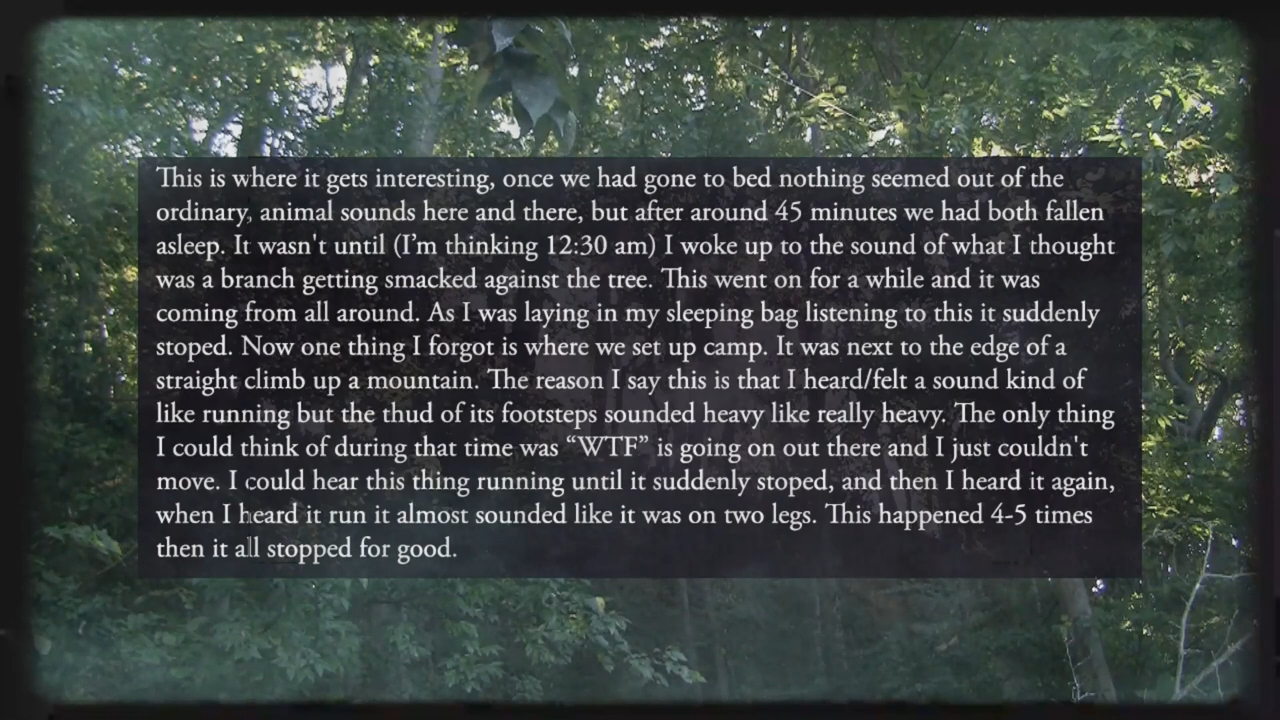 This is where it gets interesting, once we had gone to bed nothing seemed out of the
ordinary, animal sounds here and there, but after around 45 minutes we had both fallen
asleep. It wasn't until (I’m thinking 12:30 am) I woke up to the sound of what I thought
was a branch getting smacked against the tree. This went on for a while and it was
coming from all around. As I was laying in my sleeping bag listening to this it suddenly
stoped. Now one thing I forgot is where we set up camp. It was next to the edge of a
straight climb up a mountain. The reason I say this is that I heard/felt a sound kind of
like running but the thud of its footsteps sounded heavy like really heavy. The only thing
I could think of during that time was “WTF” is going on out there and I just couldn't
move. I could hear this thing running until it suddenly stoped, and then I heard it again,
when I heard it run it almost sounded like it was on two legs. This happened 4-5 times
then it all stopped for good.